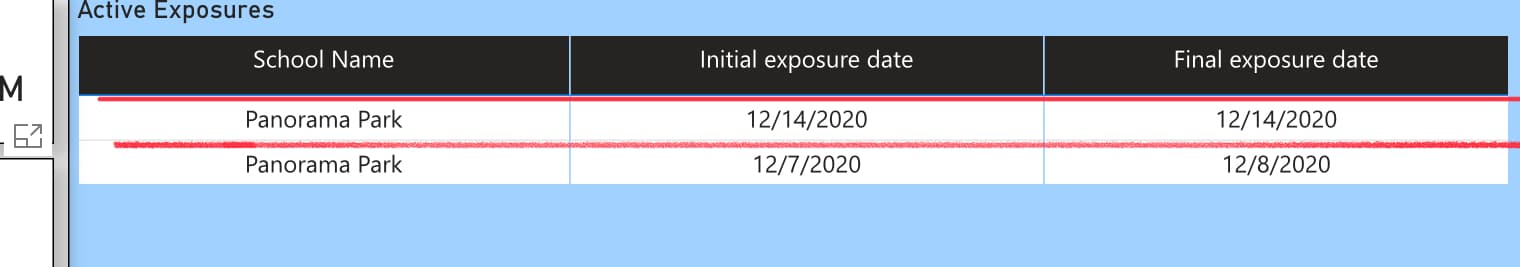 Active Exposures
School Name Initial exposure date Final exposure date
M
Panorama Park 12/14/2020 12/14/2020
Panorama Park 12/7/2020 12/8/2020